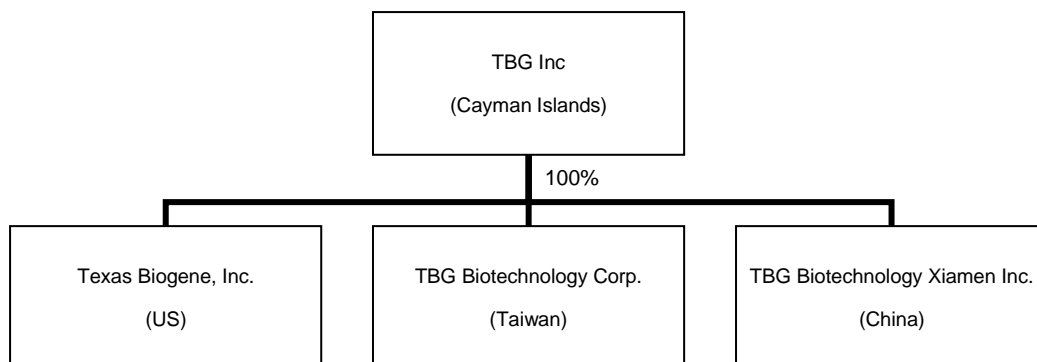 TBG Inc
(Cayman Islands)
100%
Texas Biogene, Inc.
(US)
TBG Biotechnology Corp.
(Taiwan)
TBG Biotechnology Xiamen Inc.
(China)